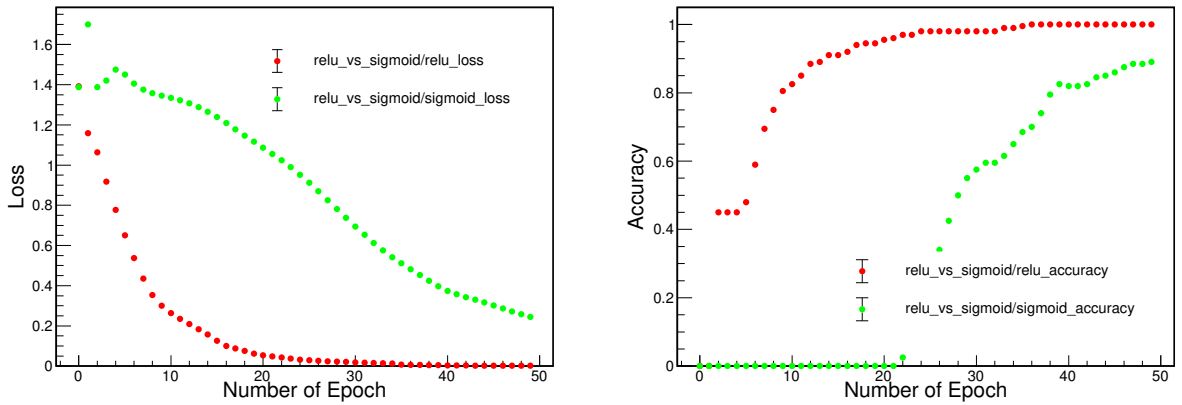 1.6
1.4
1.2
1
0.8
0.6
0.4
0.2
0
Loss
relu_vs_sigmoid/relu_loss
relu_vs_sigmoid/sigmoid_loss
0 10 20 30 40 50
Number of Epoch
1
0.8
0.6
0.4
0.2
0
Accuracy
relu_vs_sigmoid/relu_accuracy
relu_vs_sigmoid/sigmoid_accuracy
0 10 20 30 40 50
Number of Epoch